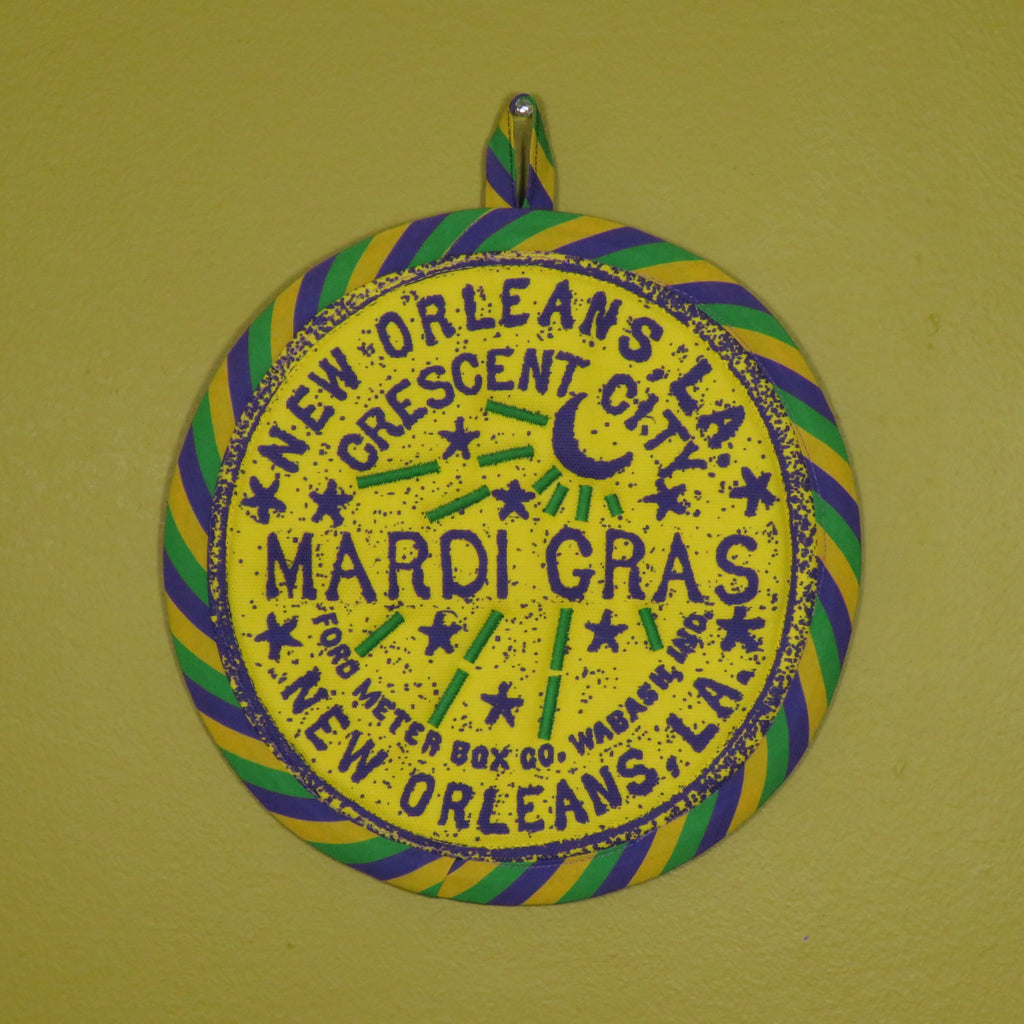 NEW ORLEANS, LA.
CRESCENT CITY
MARDI GRAS
FORD METER BOX CO. WABASH, IND.
NEW ORLEANS, LA.